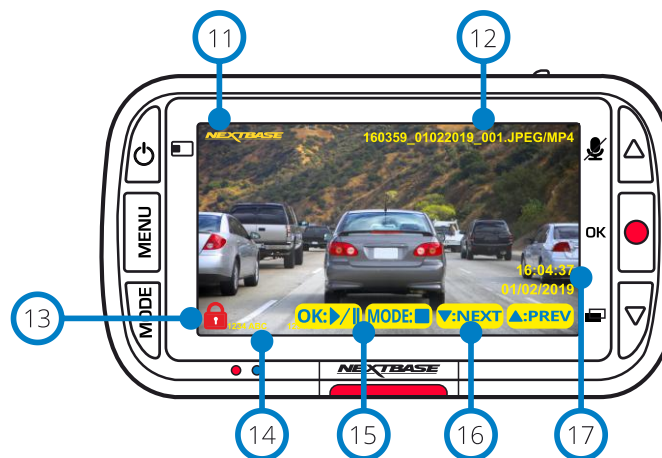 11
12
NEXTBASE
160359_01022019_001.JPEG/MP4
MENU
OK
16:04:37
01/02/2019
MODE
13
OK:▶/II
MODE:■
▼:NEXT
▲:PREV
NEXTBASE
14
15
16
17